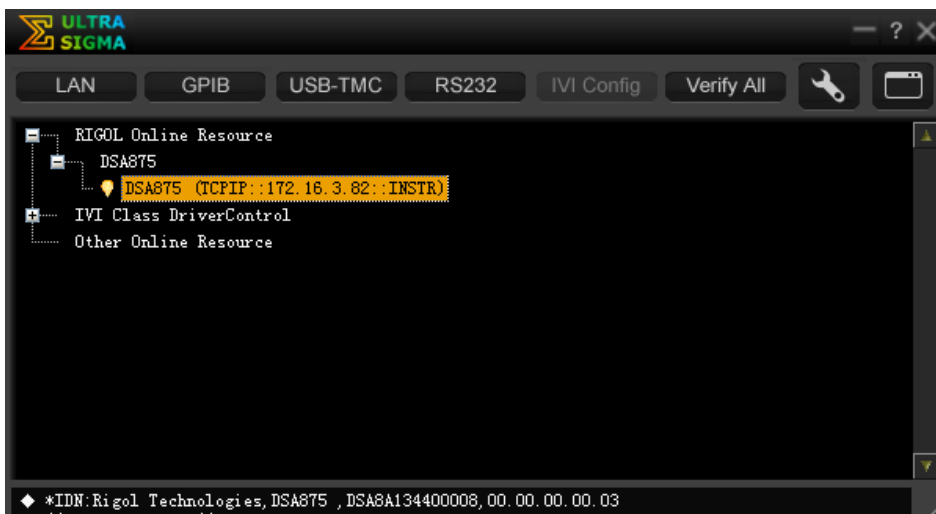 ULTRA
SIGMA
?
LAN GPIB USB-TMC RS232 IVI Config Verify All
RIGOL Online Resource
DSA875
DSA875 (TCPIP::172.16.3.82::INSTR)
IVI Class DriverControl
Other Online Resource
*IDN:Rigol Technologies,DSA875 ,DSA8A134400008,00.00.00.00.03